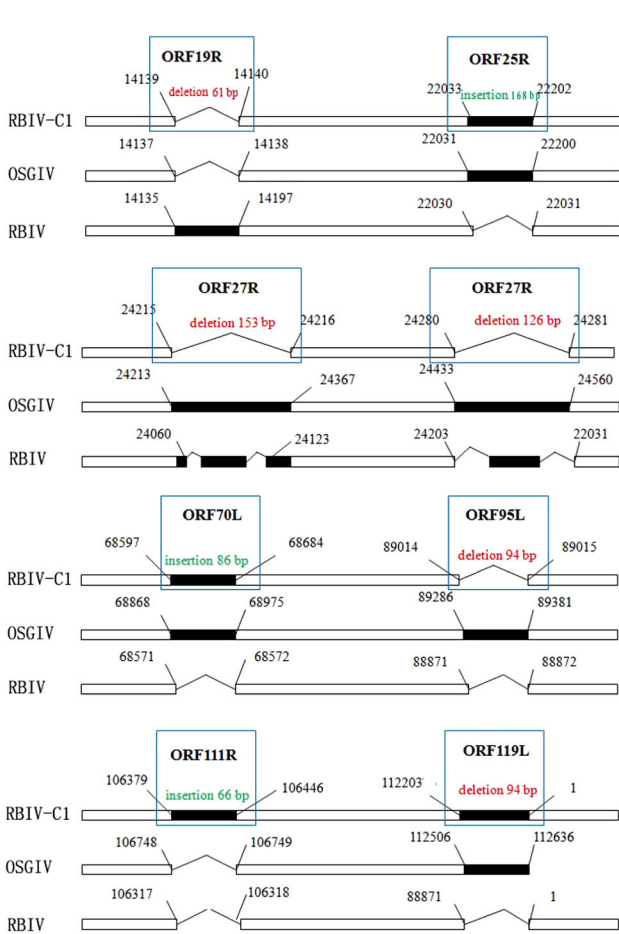 ORF19R ORF25R
14139 14140 22033 22202
deletion 61 bp insertion 168 bp
RBIV-C1
14137 14138 22031 22200
OSGIV
14135 14197 22030 22031
RBIV
ORF27R ORF27R
24215 24216 24280 24281
deletion 153 bp deletion 126 bp
RBIV-C1
24213 24367 24433 24560
OSGIV
24060 24123 24203 22031
RBIV
ORF70L ORF95L
68597 68684 89014 89015
insertion 86 bp deletion 94 bp
RBIV-C1
68868 68975 89286 89381
OSGIV
68571 68572 88871 88872
RBIV
ORF111R ORF119L
106379 106446 112203 1
insertion 66 bp deletion 94 bp
RBIV-C1
106748 106749 112506 112636
OSGIV
106317 106318 88871 1
RBIV